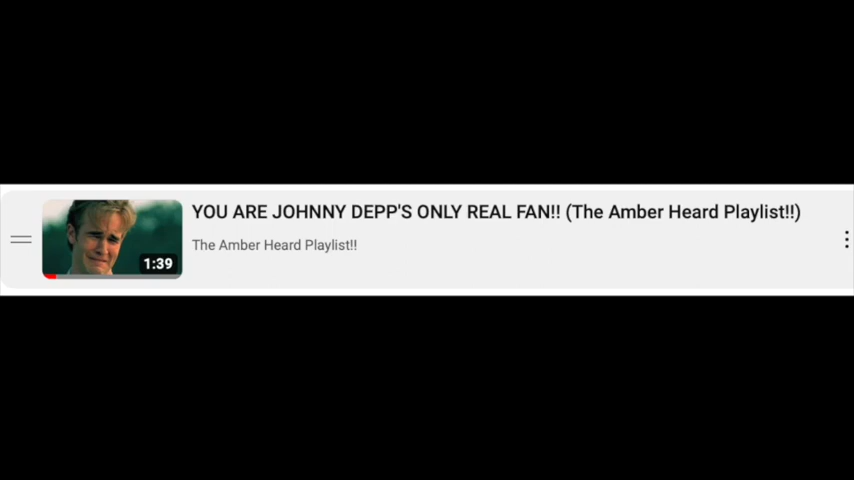 YOU ARE JOHNNY DEPP'S ONLY REAL FAN!! (The Amber Heard Playlist!!)
The Amber Heard Playlist!!
1:39